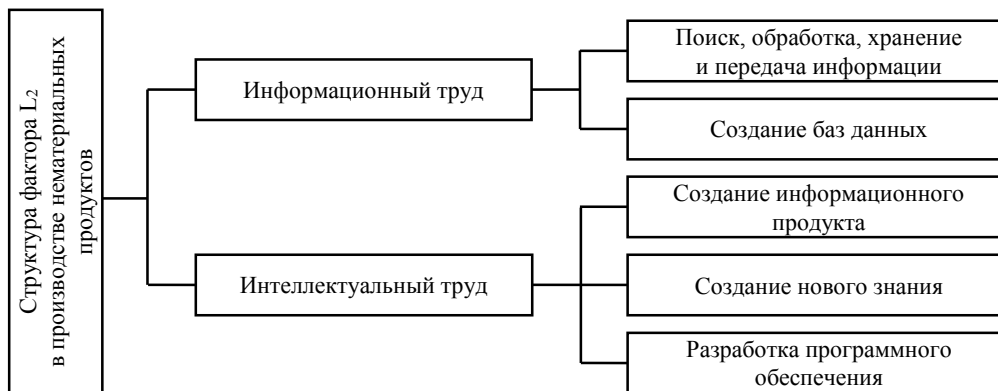 Структура фактора L₂
в производстве нематериальных
продуктов
Информационный труд
Поиск, обработка, хранение
и передача информации
Создание баз данных
Интеллектуальный труд
Создание информационного
продукта
Создание нового знания
Разработка программного
обеспечения